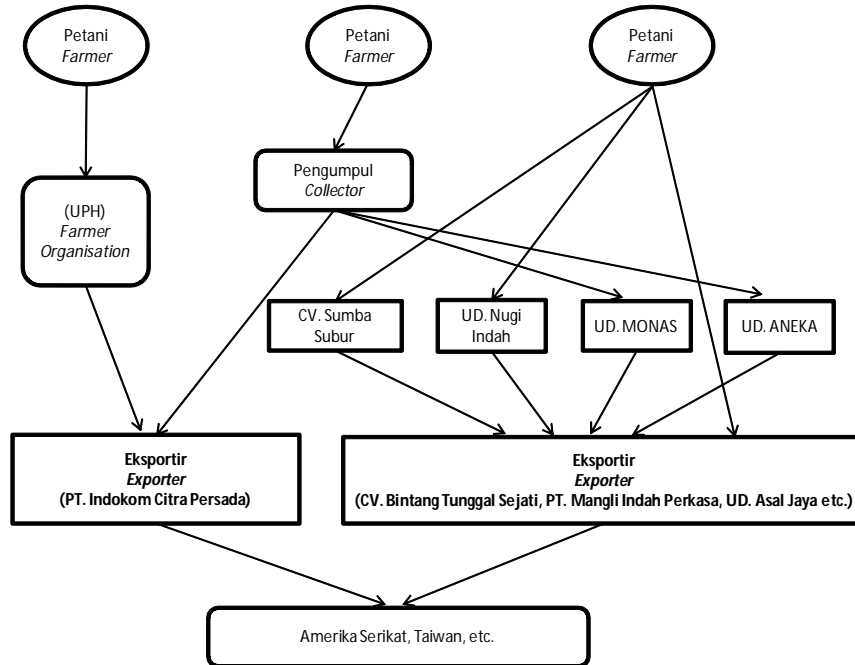 Petani
Farmer
Petani
Farmer
Petani
Farmer
Pengumpul
Collector
(UPH)
Farmer
Organisation
CV. Sumba
Subur
UD. Nugi
Indah
UD. MONAS
UD. ANEKA
Eksportir
Exporter
(PT. Indokom Citra Persada)
Eksportir
Exporter
(CV. Bintang Tunggal Sejati, PT. Mangli Indah Perkasa, UD. Asal Jaya etc.)
Amerika Serikat, Taiwan, etc.